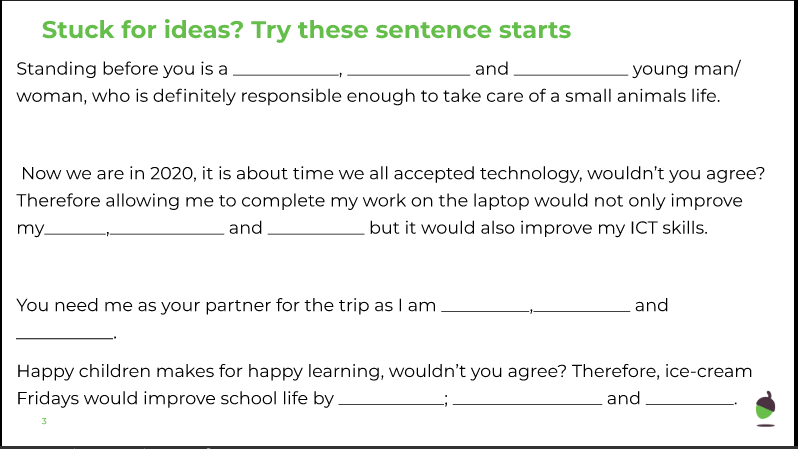 Stuck for ideas? Try these sentence starts
Standing before you is a ____________, ______________ and _____________ young man/
woman, who is definitely responsible enough to take care of a small animals life.
Now we are in 2020, it is about time we all accepted technology, wouldn’t you agree?
Therefore allowing me to complete my work on the laptop would not only improve
my_______,_____________ and ___________ but it would also improve my ICT skills.
You need me as your partner for the trip as I am __________,___________ and
___________.
Happy children makes for happy learning, wouldn’t you agree? Therefore, ice-cream
Fridays would improve school life by ____________; _________________ and __________.
3